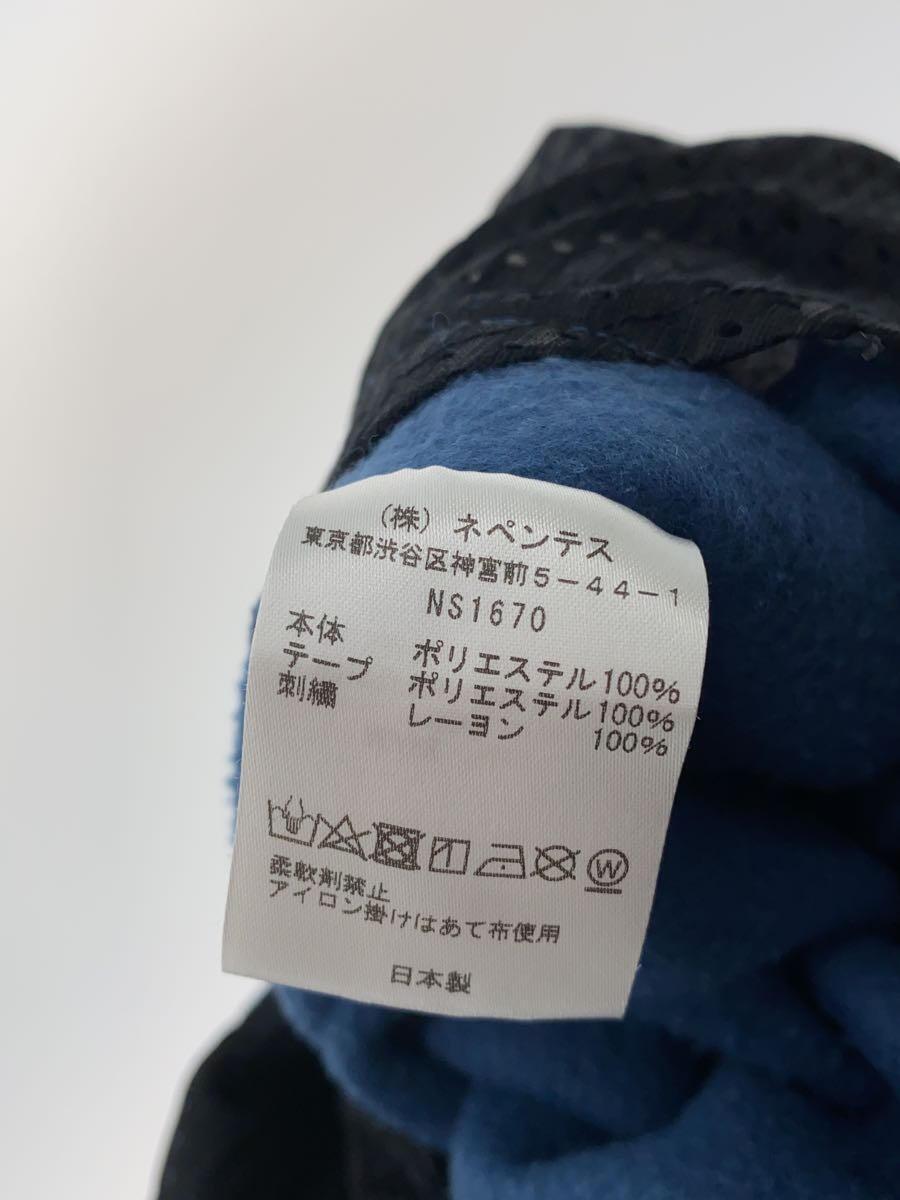 (株) ネペンテス
東京都渋谷区神宮前5-44-1
NS1670
本体 ポリエステル100%
テープ ポリエステル100%
刺繍 レーヨン 100%
W
柔軟剤禁止
アイロン掛けはあて布使用
日本製